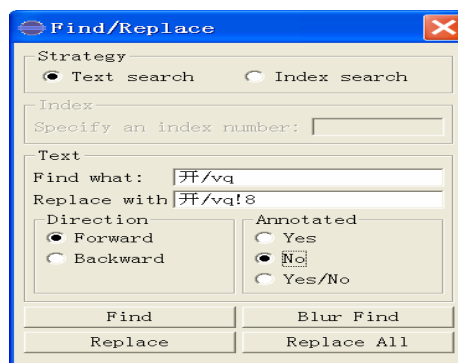 Find/Replace
Strategy
Text search Index search
Index
Specify an index number:
Text
Find what: 开/vq
Replace with 开/vq!8
Direction Annotated
Forward Yes
Backward No
Yes/No
Find Blur Find
Replace Replace All